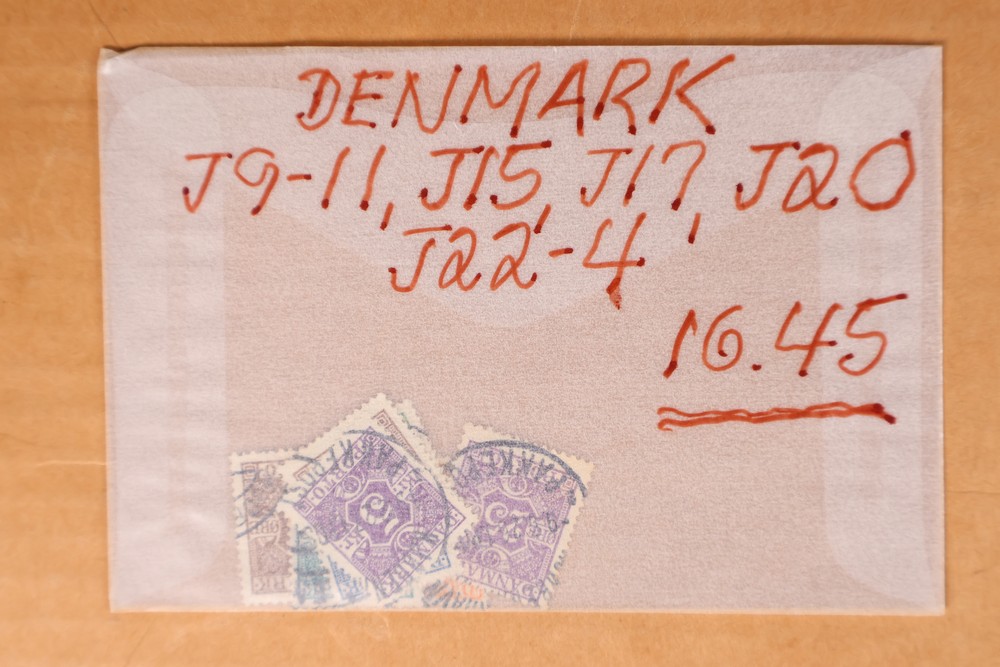 DENMARK
J9-11, J15, J17, J20
J22-4
16.45